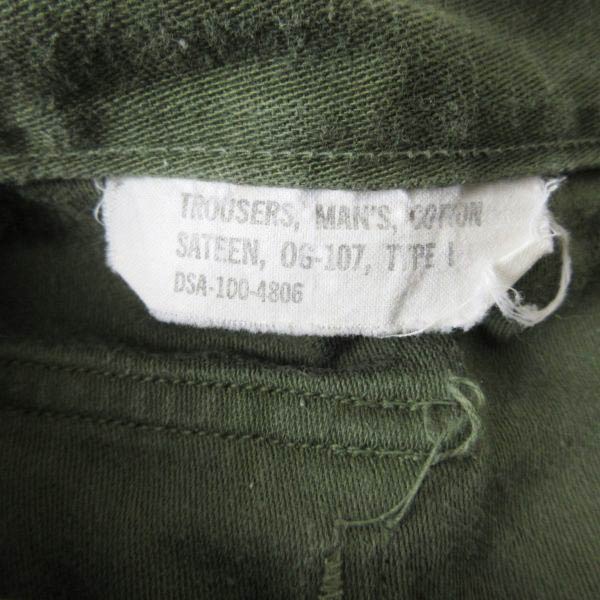 TROUSERS, MAN'S, COTTON
SATEEN, OG-107, TYPE I
DSA-100-4806